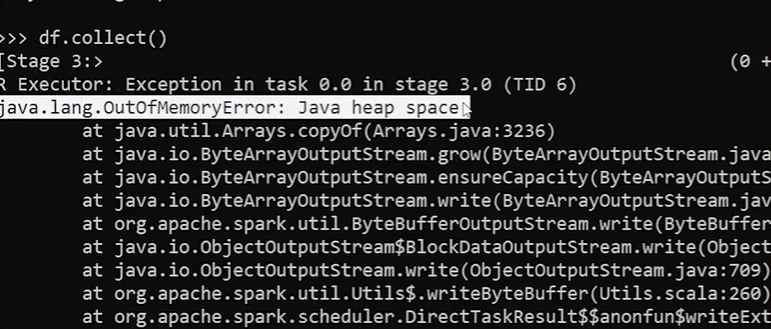 >>> df.collect()
[Stage 3:> (0 +
R Executor: Exception in task 0.0 in stage 3.0 (TID 6)
java.lang.OutOfMemoryError: Java heap space
at java.util.Arrays.copyOf(Arrays.java:3236)
at java.io.ByteArrayOutputStream.grow(ByteArrayOutputStream.java
at java.io.ByteArrayOutputStream.ensureCapacity(ByteArrayOutputS
at java.io.ByteArrayOutputStream.write(ByteArrayOutputStream.jav
at org.apache.spark.util.ByteBufferOutputStream.write(ByteBuffer
at java.io.ObjectOutputStream$BlockDataOutputStream.write(Object
at java.io.ObjectOutputStream.write(ObjectOutputStream.java:709)
at org.apache.spark.util.Utils$.writeByteBuffer(Utils.scala:260)
at org.apache.spark.scheduler.DirectTaskResult$$anonfun$writeExt